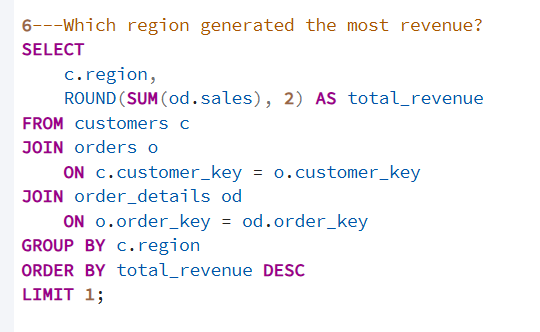 6---Which region generated the most revenue?
SELECT
    c.region,
    ROUND(SUM(od.sales), 2) AS total_revenue
FROM customers c
JOIN orders o
    ON c.customer_key = o.customer_key
JOIN order_details od
    ON o.order_key = od.order_key
GROUP BY c.region
ORDER BY total_revenue DESC
LIMIT 1;